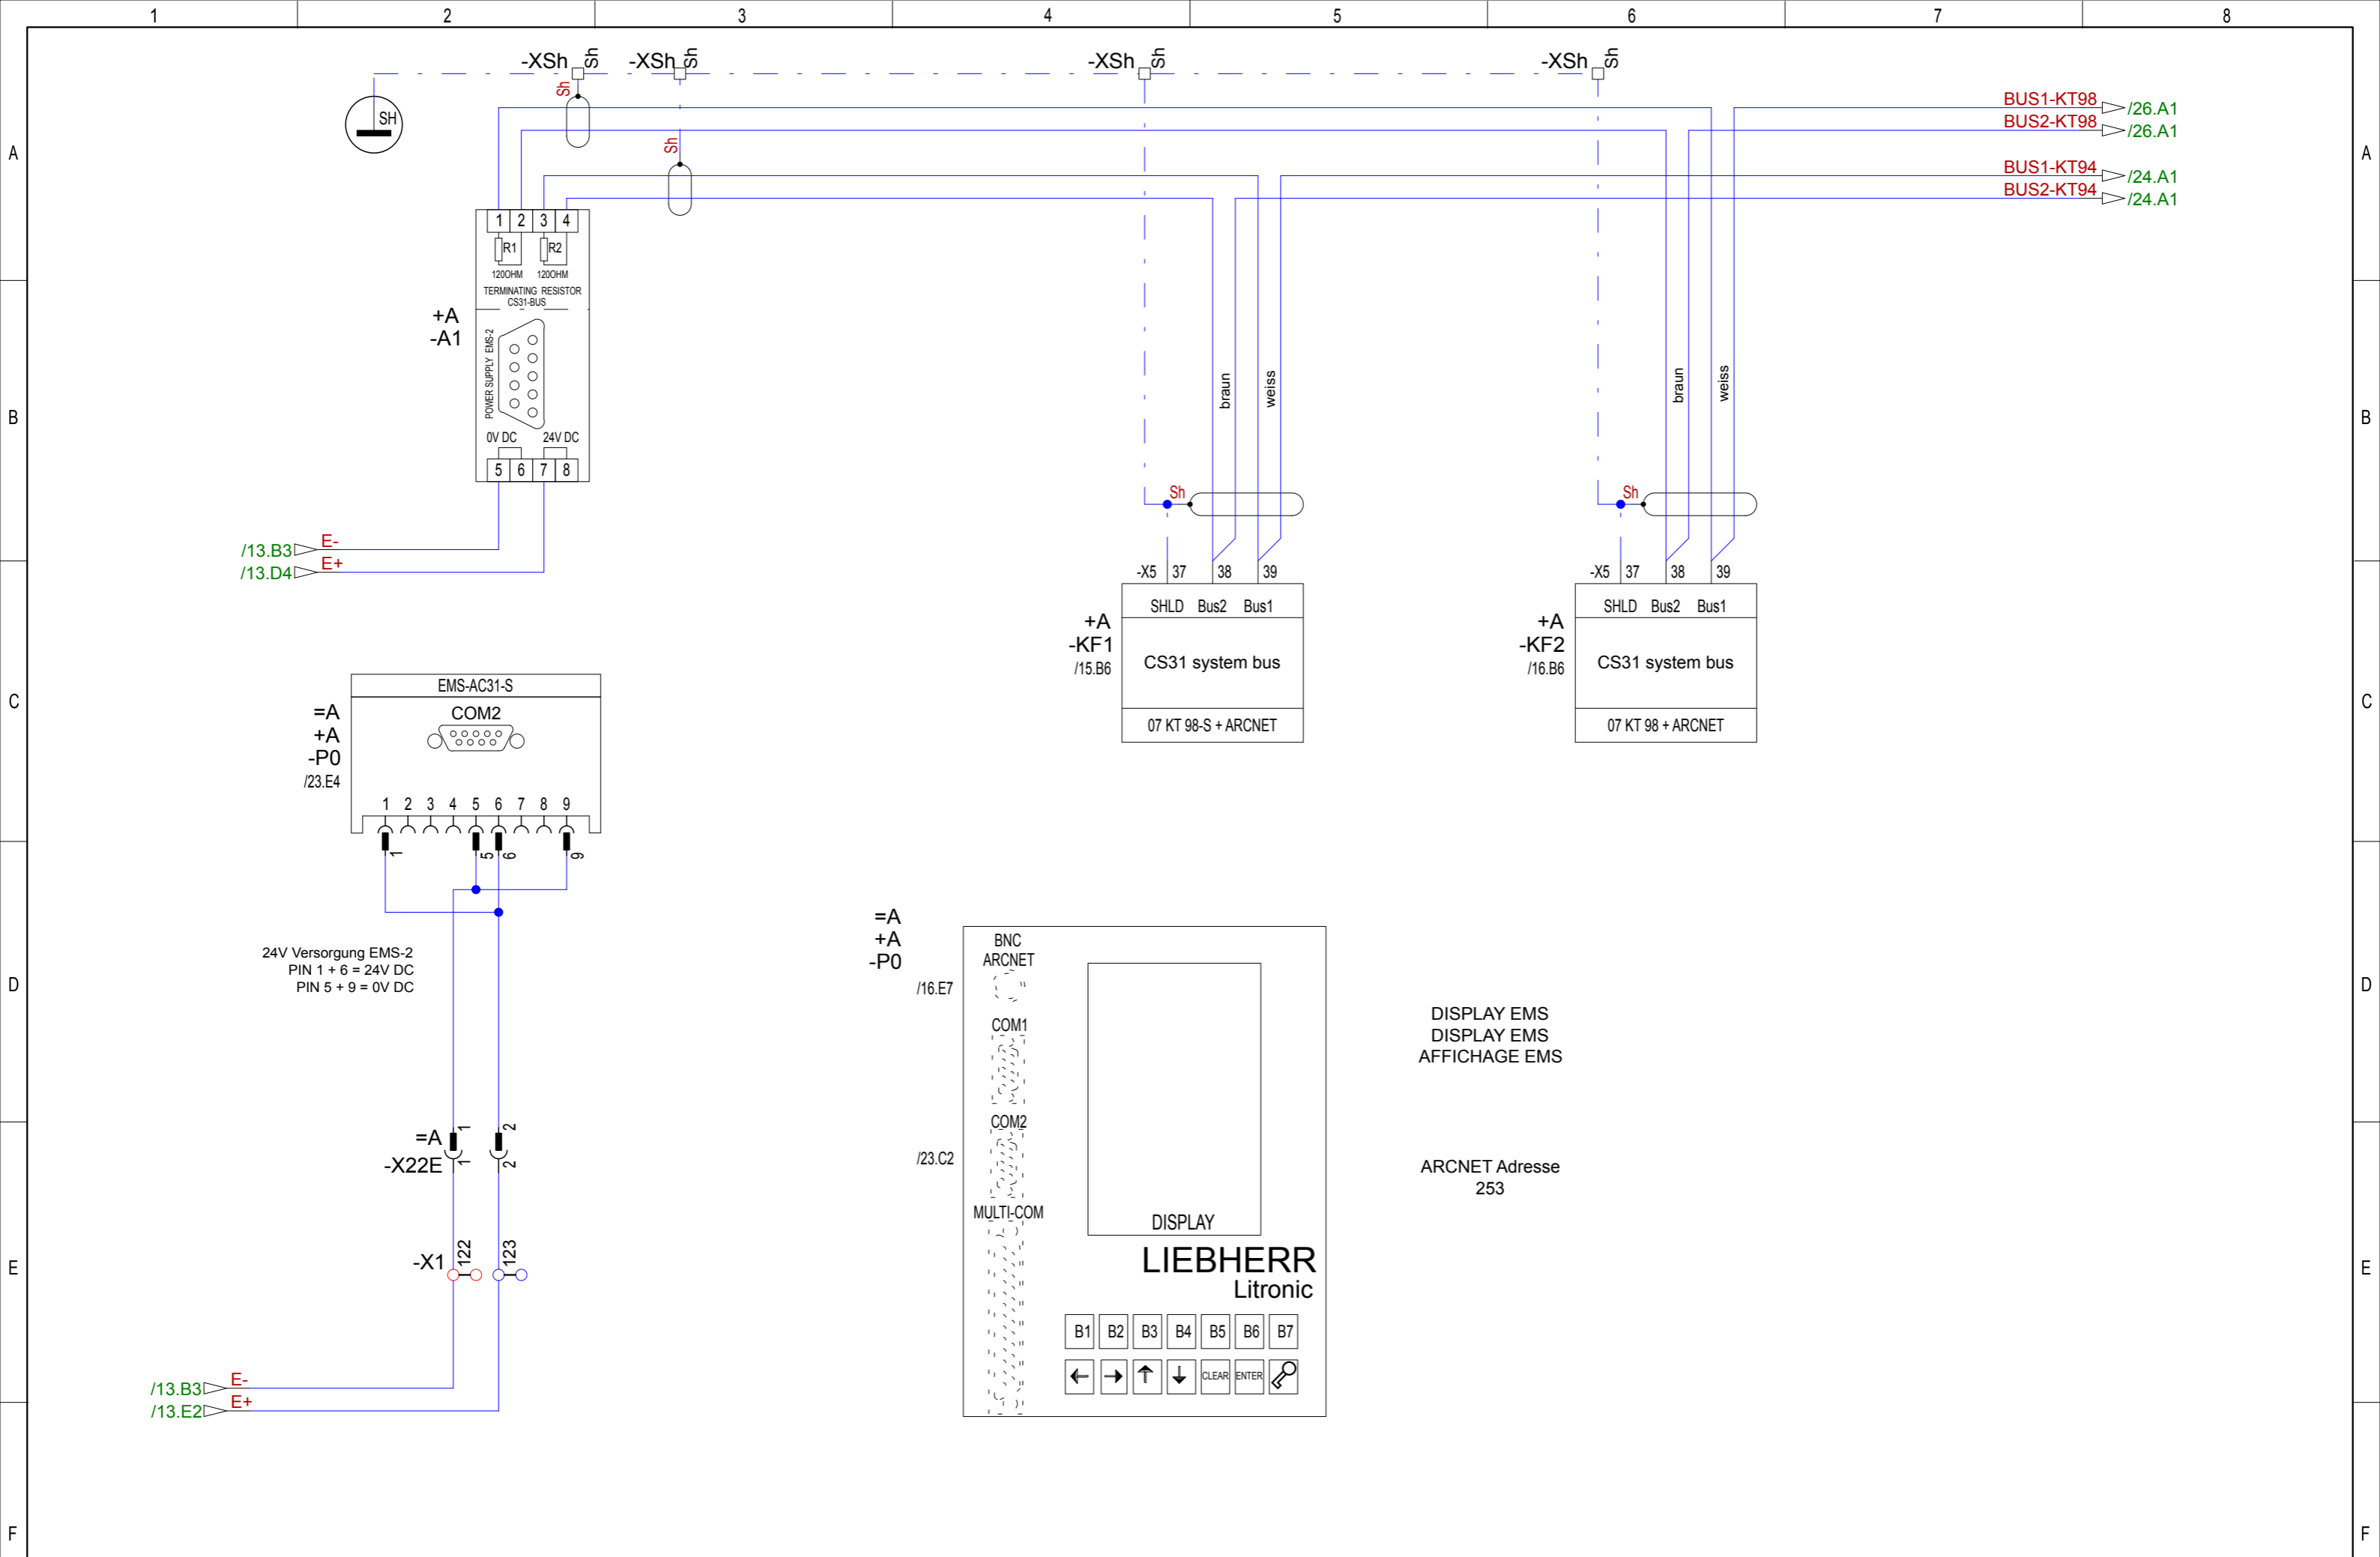 1 2 3 4 5 6 7 8
-XSh Sh -XSh Sh -XSh Sh -XSh Sh
Sh
BUS1-KT98 /26.A1
SH
BUS2-KT98 /26.A1
A Sh A
BUS1-KT94 /24.A1
BUS2-KT94 /24.A1
1 2 3 4
R1 R2
120OHM 120OHM
TERMINATING RESISTOR
CS31-BUS
+A
-A1
POWER SUPPLY EMS-2
braun weiss braun weiss
B B
0V DC 24V DC
5 6 7 8
Sh Sh
/13.B3 E-
/13.D4 E+
-X5 37 38 39 -X5 37 38 39
SHLD Bus2 Bus1 SHLD Bus2 Bus1
+A +A
-KF1 -KF2
/15.B6 CS31 system bus /16.B6 CS31 system bus
07 KT 98-S + ARCNET 07 KT 98 + ARCNET
EMS-AC31-S
C C
=A COM2
+A
-P0
/23.E4
1 2 3 4 5 6 7 8 9
1 5 6 9
24V Versorgung EMS-2
PIN 1 + 6 = 24V DC
PIN 5 + 9 = 0V DC
=A
+A
-P0
BNC
ARCNET
/16.E7
D D
COM1
DISPLAY EMS
DISPLAY EMS
AFFICHAGE EMS
COM2
/23.C2
ARCNET Adresse
253
MULTI-COM
DISPLAY
=A 1 2
-X22E 1 2
-X1 122 123
E E
LIEBHERR
Litronic
B1 B2 B3 B4 B5 B6 B7
CLEAR ENTER
/13.B3 E-
/13.E2 E+
F F